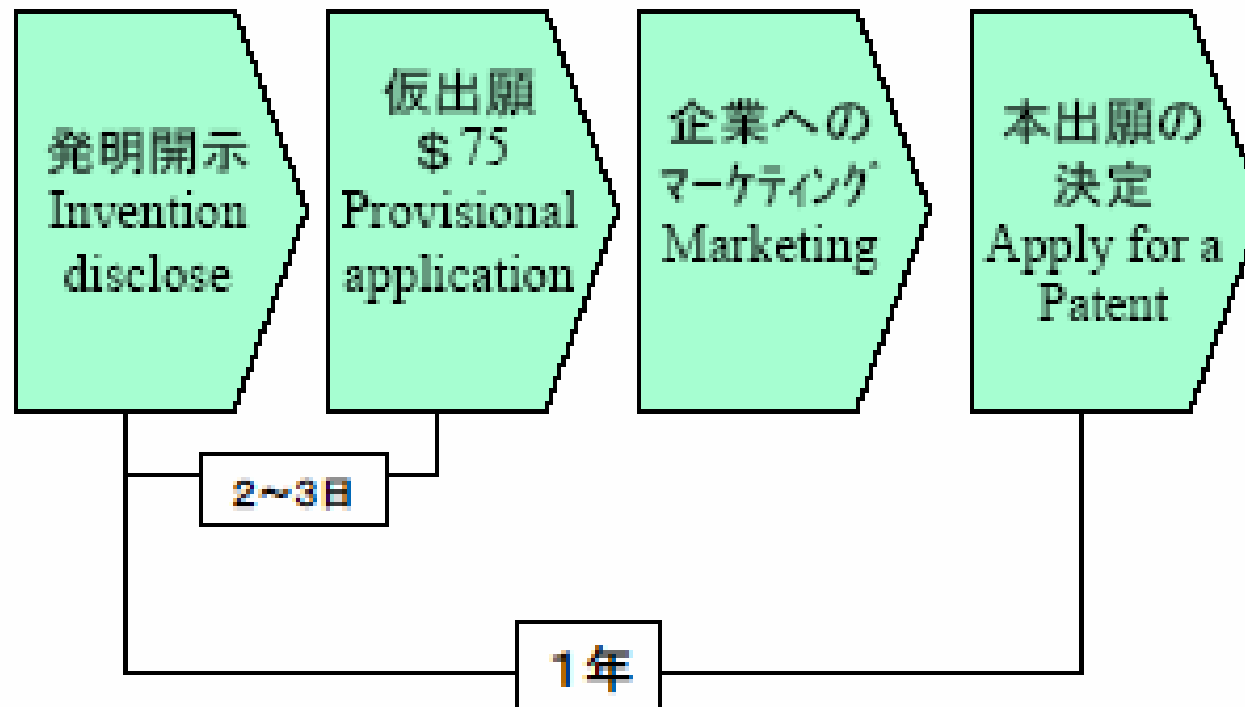 発明開示
Invention
disclose
仮出願
＄75
Provisional
application
企業への
ﾏｰｹﾃｨﾝｸﾞ
Marketing
本出願の
決定
Apply for a
Patent
２～３日
１年